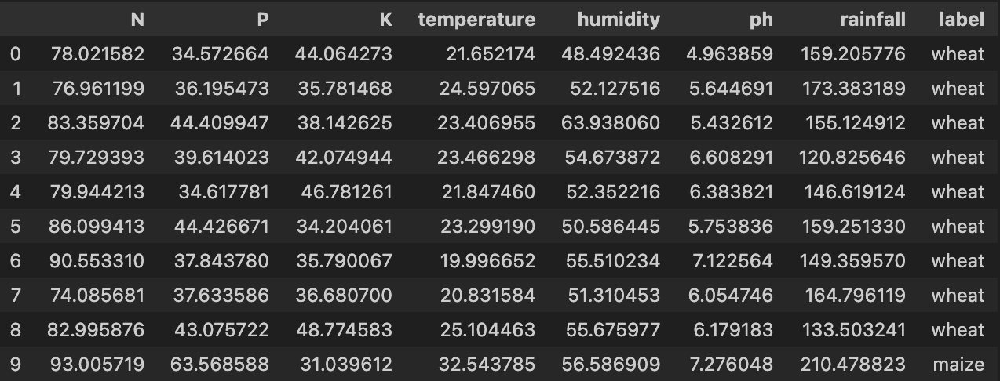 N P K temperature humidity ph rainfall label
0 78.021582 34.572664 44.064273 21.652174 48.492436 4.963859 159.205776 wheat
1 76.961199 36.195473 35.781468 24.597065 52.127516 5.644691 173.383189 wheat
2 83.359704 44.409947 38.142625 23.406955 63.938060 5.432612 155.124912 wheat
3 79.729393 39.614023 42.074944 23.466298 54.673872 6.608291 120.825646 wheat
4 79.944213 34.617781 46.781261 21.847460 52.352216 6.383821 146.619124 wheat
5 86.099413 44.426671 34.204061 23.299190 50.586445 5.753836 159.251330 wheat
6 90.553310 37.843780 35.790067 19.996652 55.510234 7.122564 149.359570 wheat
7 74.085681 37.633586 36.680700 20.831584 51.310453 6.054746 164.796119 wheat
8 82.995876 43.075722 48.774583 25.104463 55.675977 6.179183 133.503241 wheat
9 93.005719 63.568588 31.039612 32.543785 56.586909 7.276048 210.478823 maize